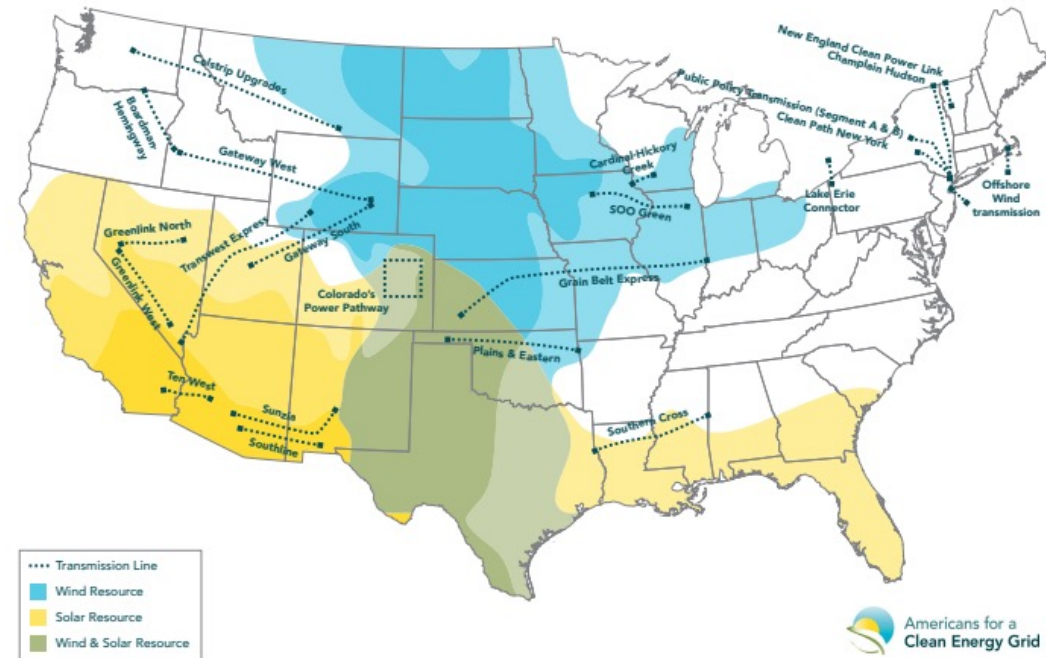 New England Clean Power Link
Champlain Hudson
Public Policy Transmission (Segment A & B)
Clean Path New York
Colstrip Upgrades
Boardman-
Hemingway
Gateway West
Cardinal-Hickory
Creek
SOO Green
Lake Erie
Connector
Offshore
Wind
transmission
Greenlink North
Transwest Express
Gateway South
Greenlink West
Colorado's
Power Pathway
Grain Belt Express
Plains & Eastern
Ten West
Sunzia
Southline
Southern Cross
Transmission Line
Wind Resource
Solar Resource
Wind & Solar Resource
Americans for a
Clean Energy Grid